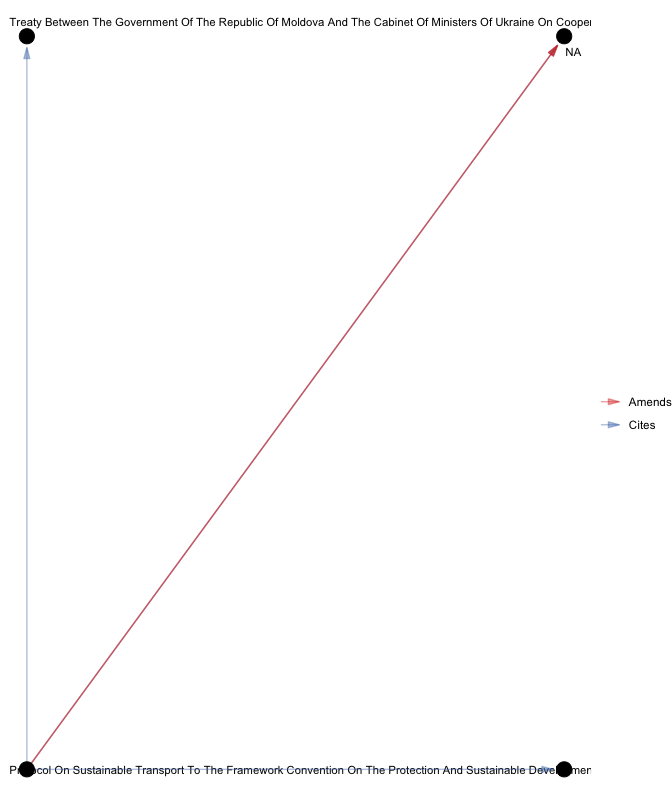 Treaty Between The Government Of The Republic Of Moldova And The Cabinet Of Ministers Of Ukraine On Cooper
NA
Amends
Cites
Protocol On Sustainable Transport To The Framework Convention On The Protection And Sustainable Developmen